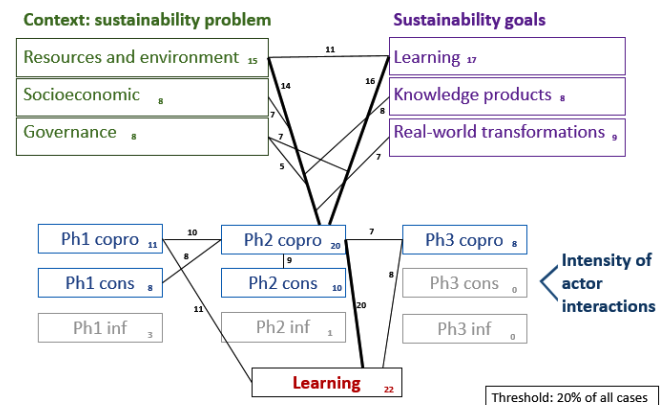 Context: sustainability problem
Sustainability goals
Resources and environment 15
11
Learning 17
14
16
Socioeconomic 8
8
Knowledge products 8
7
Governance 8
7
Real-world transformations 9
5
7
Ph1 copro 11
10
Ph2 copro 20
7
Ph3 copro 8
8
9
Intensity of
actor
interactions
Ph1 cons 8
Ph2 cons 10
8
Ph3 cons 0
11
20
Ph1 inf 3
Ph2 inf 1
Ph3 inf 0
Learning 22
Threshold: 20% of all cases